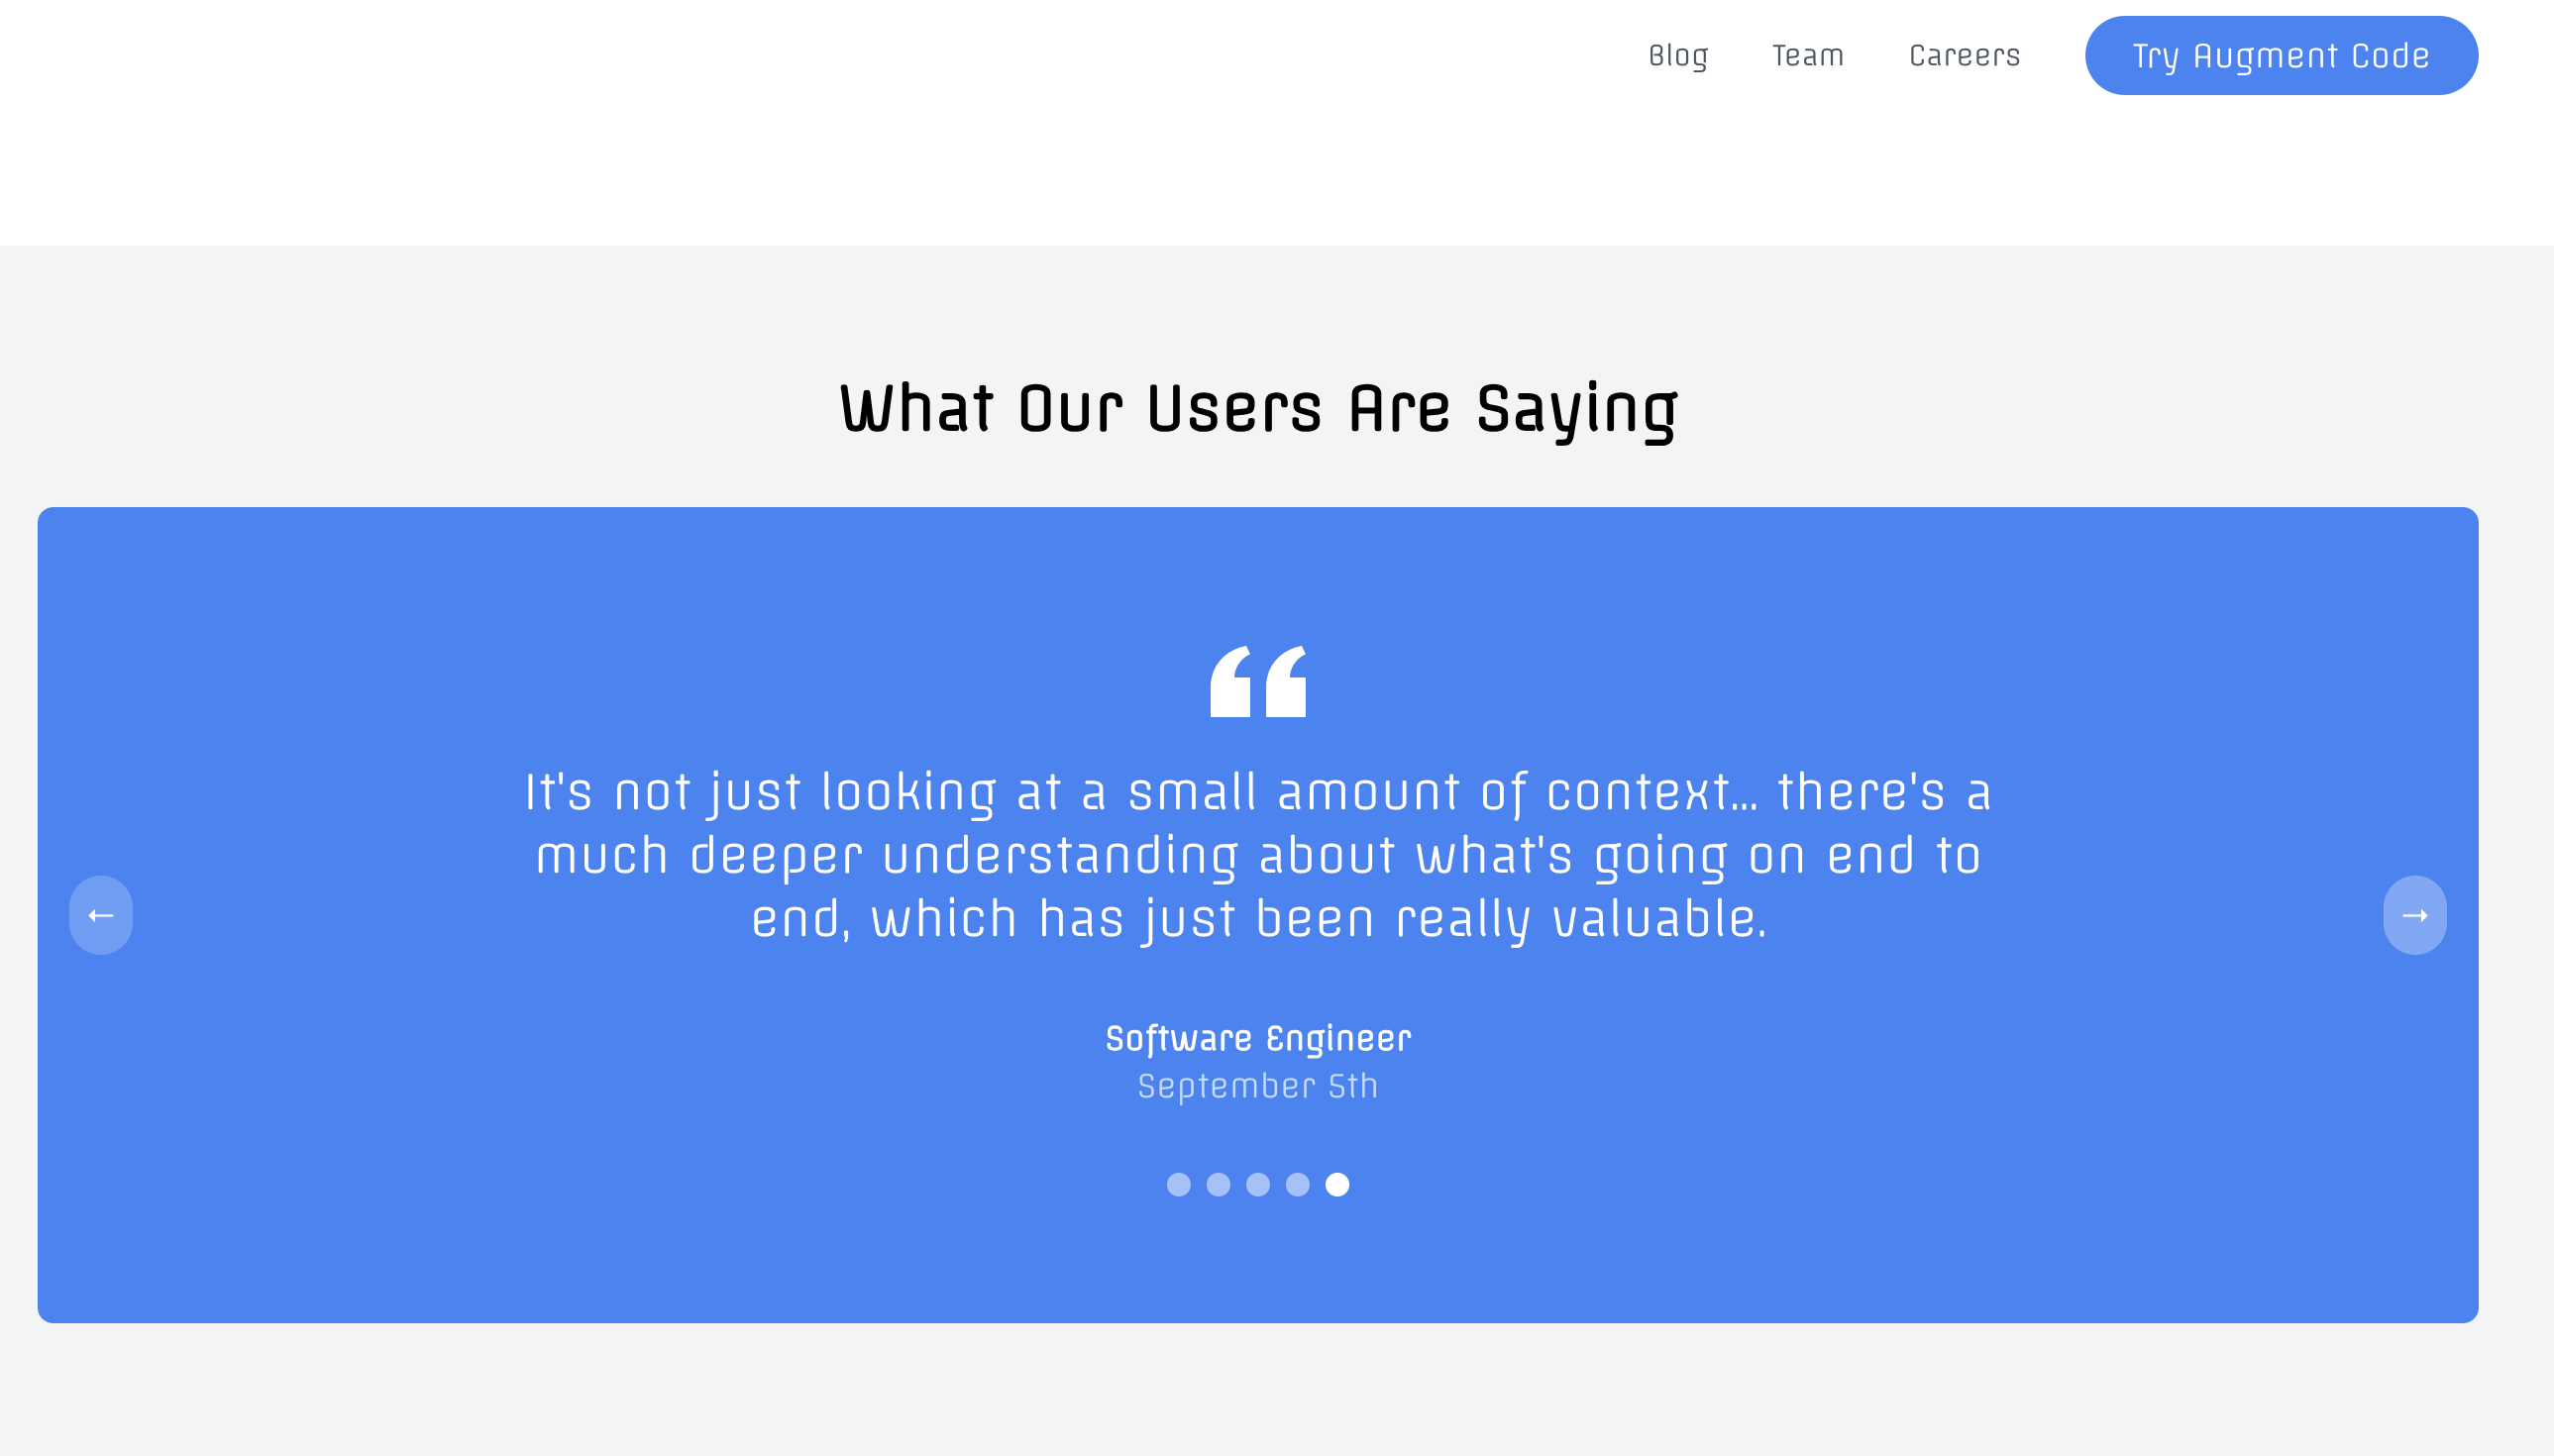 Blog Team Careers Try Augment Code
What Our Users Are Saying
It's not just looking at a small amount of context... there's a
much deeper understanding about what's going on end to
end, which has just been really valuable.
Software Engineer
September 5th